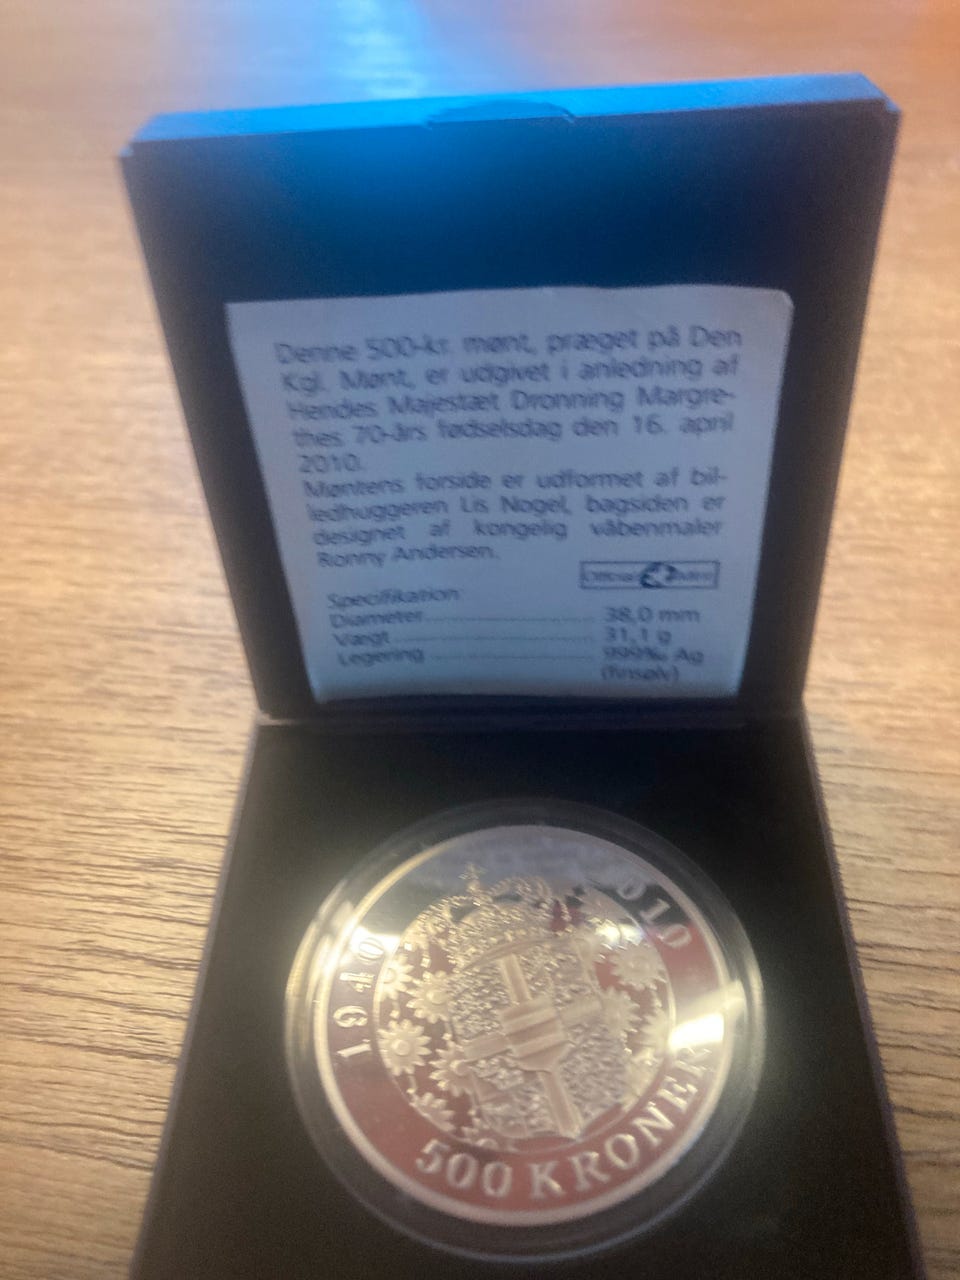 Denne 500-kr. mønt, præget på Den
Kgl. Mønt, er udgivet i anledning af
Hendes Majestæt Dronning Margre-
thes 70-års fødselsdag den 16. april
2010.
Møntens forside er udformet af bil-
ledhuggeren Lis Nogel, bagsiden er
designet af kongelig våbenmaler
Ronny Andersen.
Official Mint
Specifikation
Diameter 38,0 mm
Vægt 31,1 g
Legering 999‰ Ag
(finsølv)
1940 010
500 KRONER